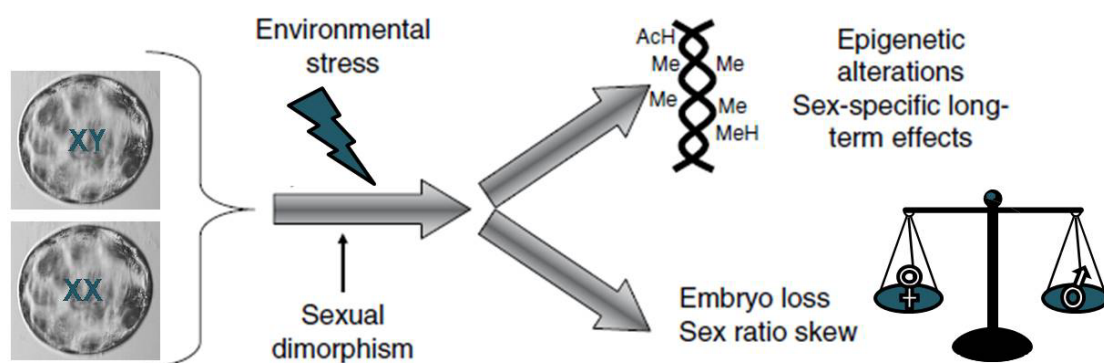 XY
XX
Environmental
stress
Sexual
dimorphism
AcH
Me
Me
Me
Me
MeH
Epigenetic
alterations
Sex-specific long-
term effects
Embryo loss
Sex ratio skew